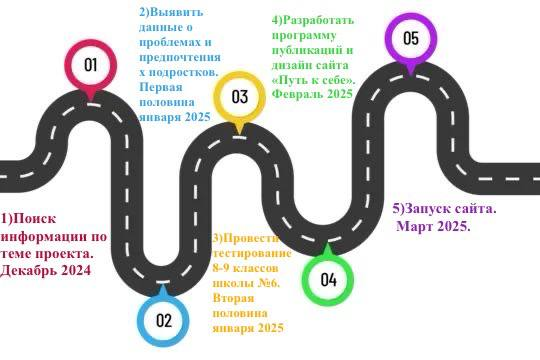 01
1)Поиск
информации по
теме проекта.
Декабрь 2024
2)Выявить
данные о
проблемах и
предпочтения
х подростков.
Первая
половина
января 2025
02
03
3)Провести
тестирование
8-9 классов
школы №6.
Вторая
половина
января 2025
4)Разработать
программу
публикаций и
дизайн сайта
«Путь к себе».
Февраль 2025
04
05
5)Запуск сайта.
Март 2025.